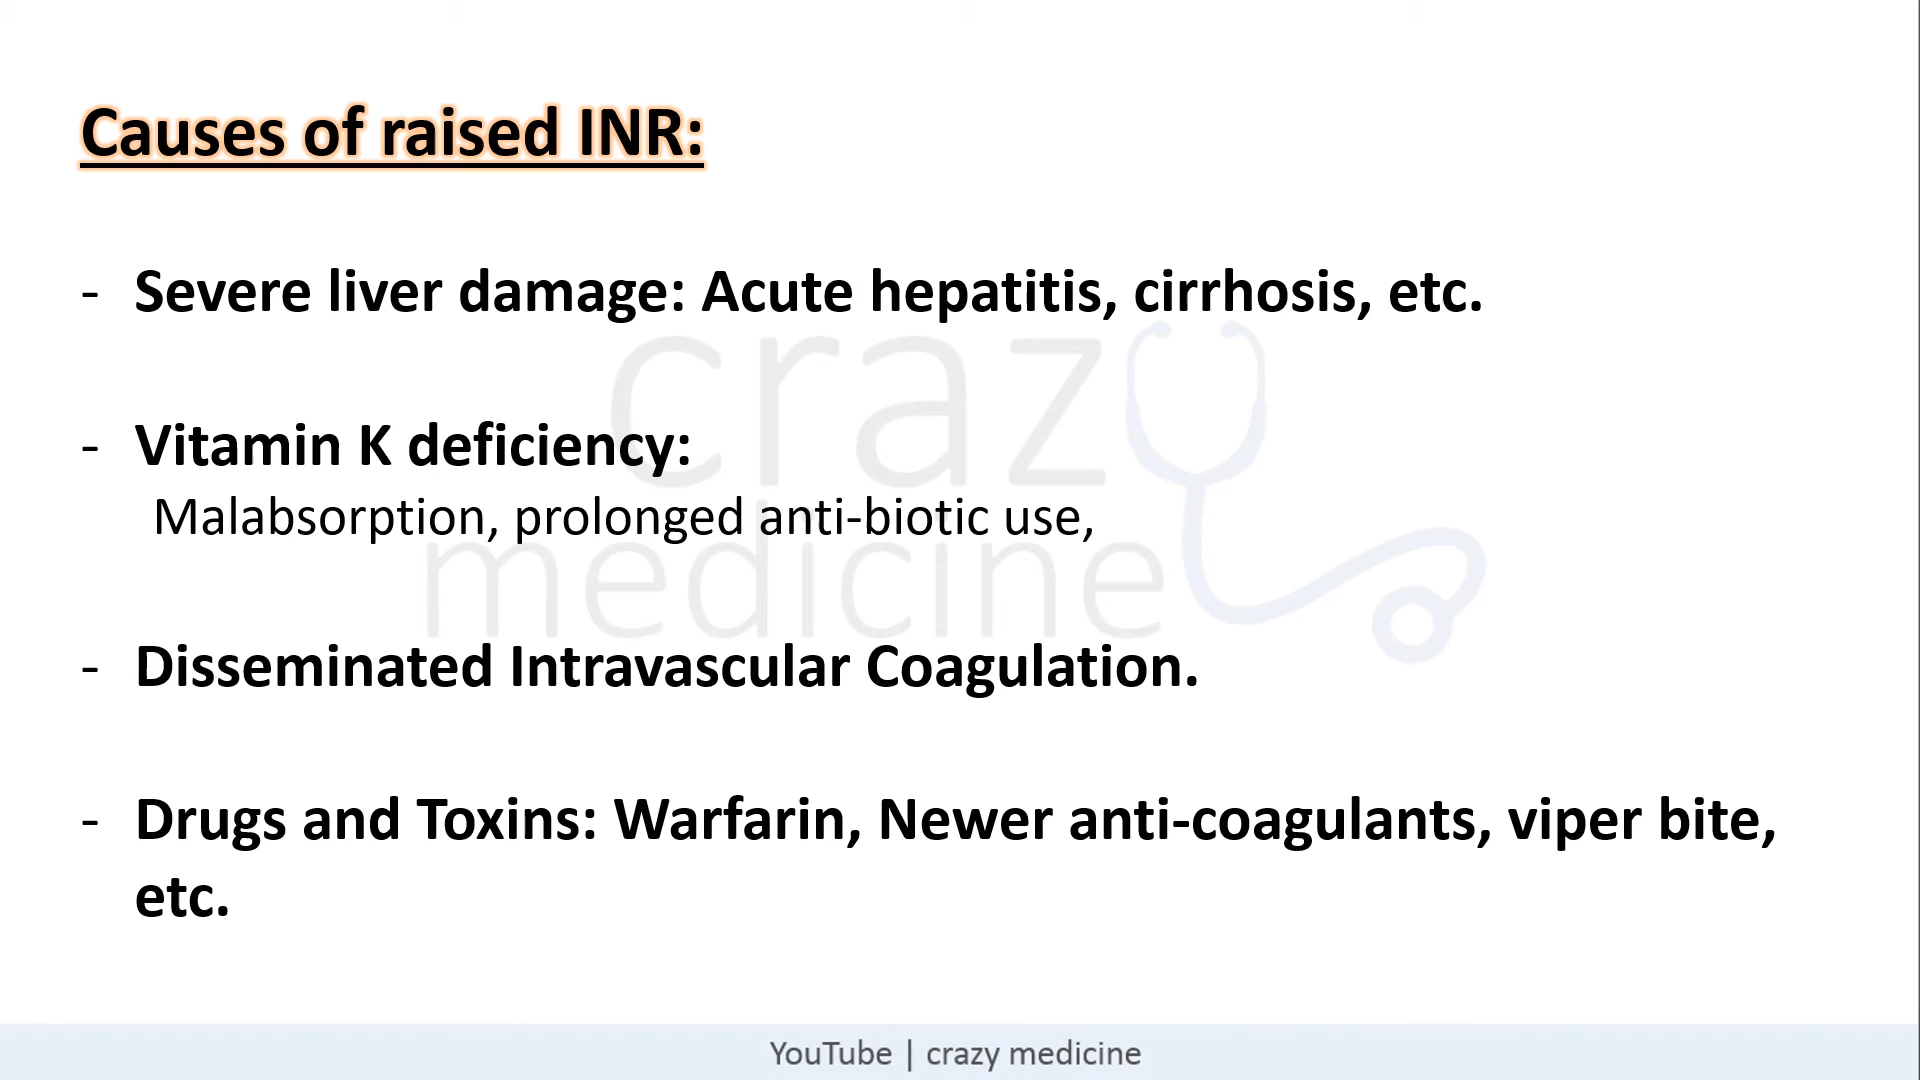 Causes of raised INR:
- Severe liver damage: Acute hepatitis, cirrhosis, etc.
- Vitamin K deficiency:
Malabsorption, prolonged anti-biotic use,
- Disseminated Intravascular Coagulation.
- Drugs and Toxins: Warfarin, Newer anti-coagulants, viper bite,
etc.
crazy
medicine
YouTube | crazy medicine